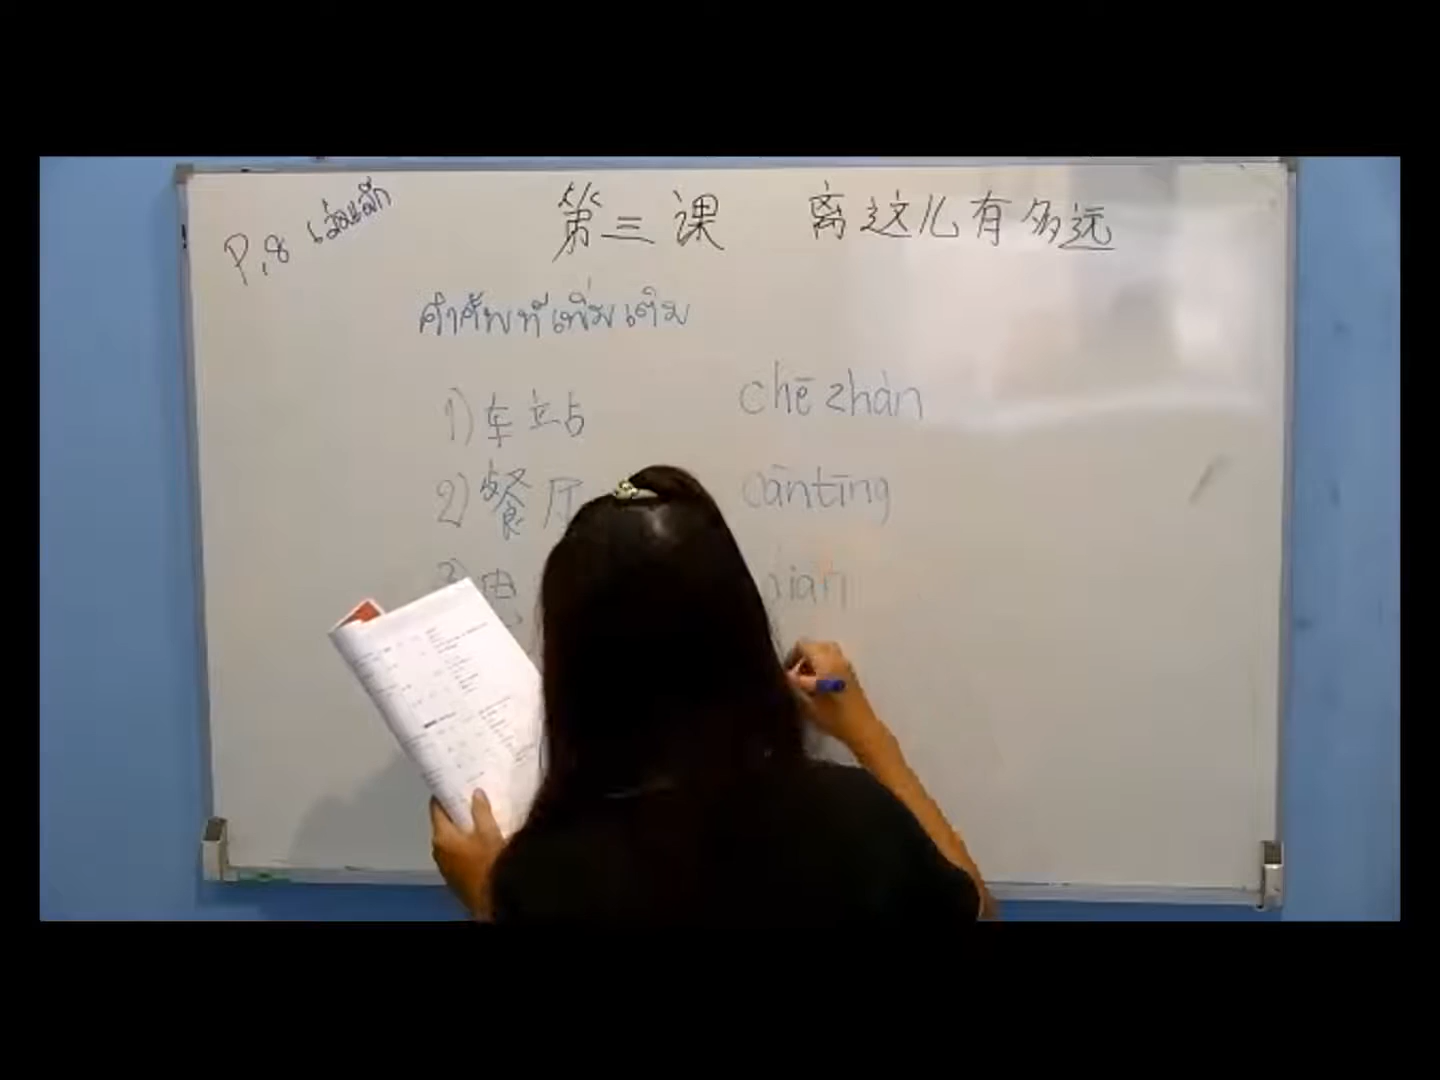 P.8 เล่มเล็ก
第三课 离这儿有多远
คำศัพท์เพิ่มเติม
1) 车站 chē zhàn
2) 餐厅 cāntīng